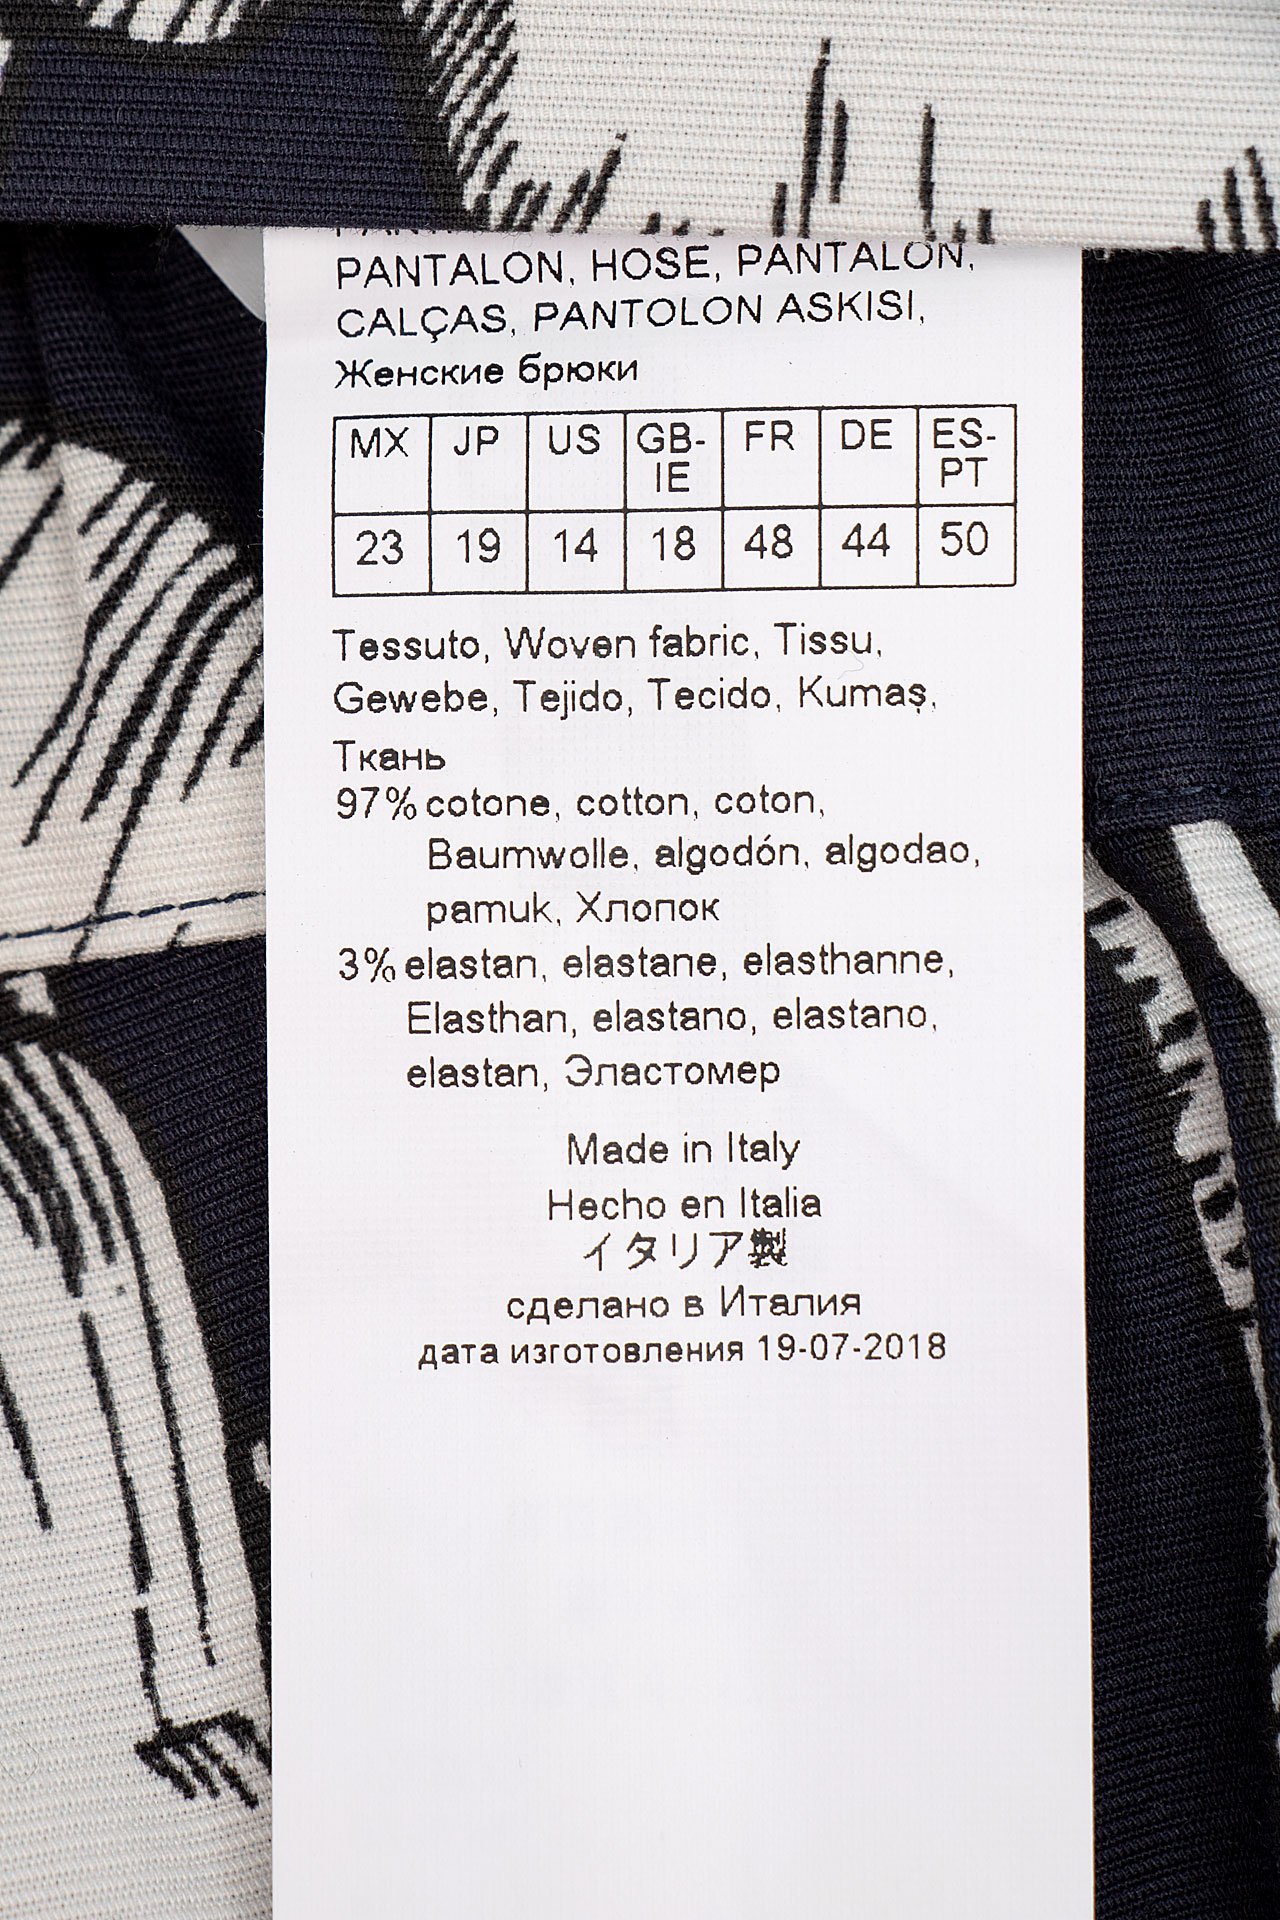 PANTALON, HOSE, PANTALÓN,
CALÇAS, PANTOLON ASKISI,
Женские брюки
MX JP US GB-IE FR DE ES-PT
23 19 14 18 48 44 50
Tessuto, Woven fabric, Tissu,
Gewebe, Tejido, Tecido, Kumaş,
Ткань
97% cotone, cotton, coton,
Baumwolle, algodón, algodao,
pamuk, Хлопок
3% elastan, elastane, elasthanne,
Elasthan, elastano, elastano,
elastan, Эластомер
Made in Italy
Hecho en Italia
イタリア製
сделано в Италия
дата изготовления 19-07-2018